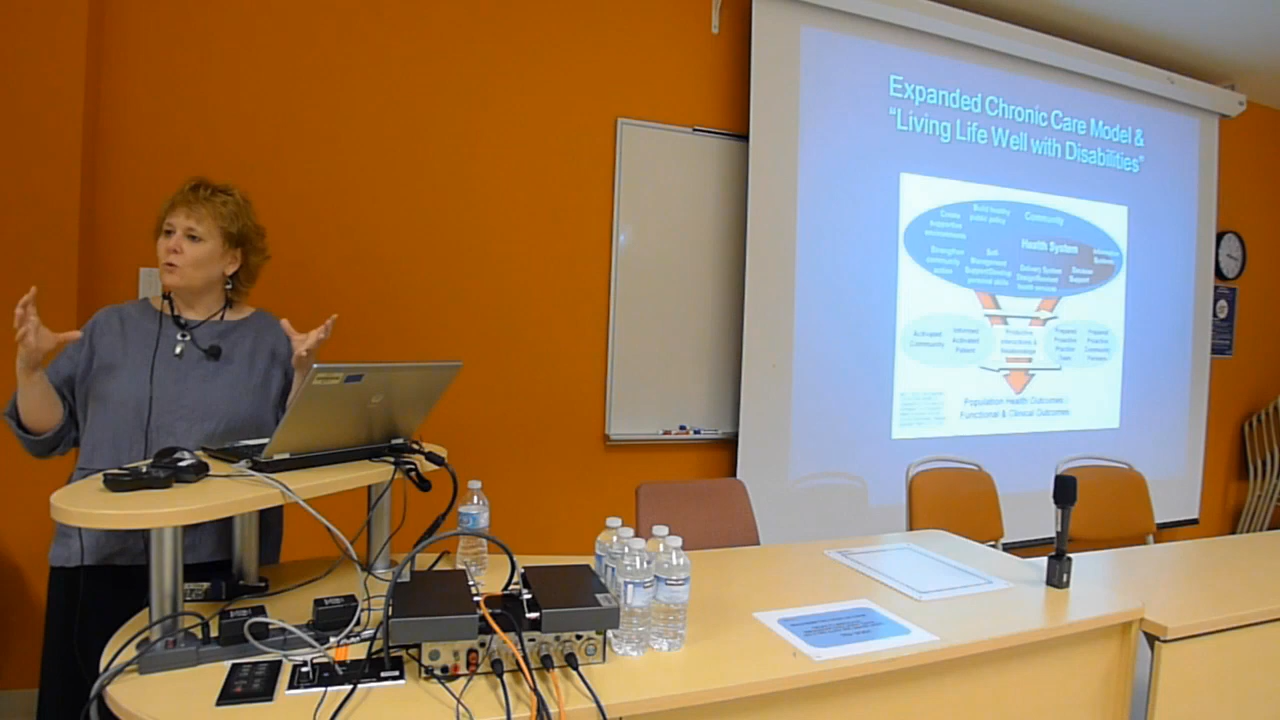 Expanded Chronic Care Model &
“Living Life Well with Disabilities”
Create
supportive
environments
Build healthy
public policy
Community
Strengthen
community
action
Self-
Management
Support/Develop
personal skills
Health System
Delivery System
Design/Reorient
health services
Decision
Support
Information
Systems
Activated
Community
Informed
Activated
Patient
Productive
Interactions &
Relationships
Prepared
Proactive
Practice
Team
Prepared
Proactive
Community
Partners
Population Health Outcomes /
Functional & Clinical Outcomes